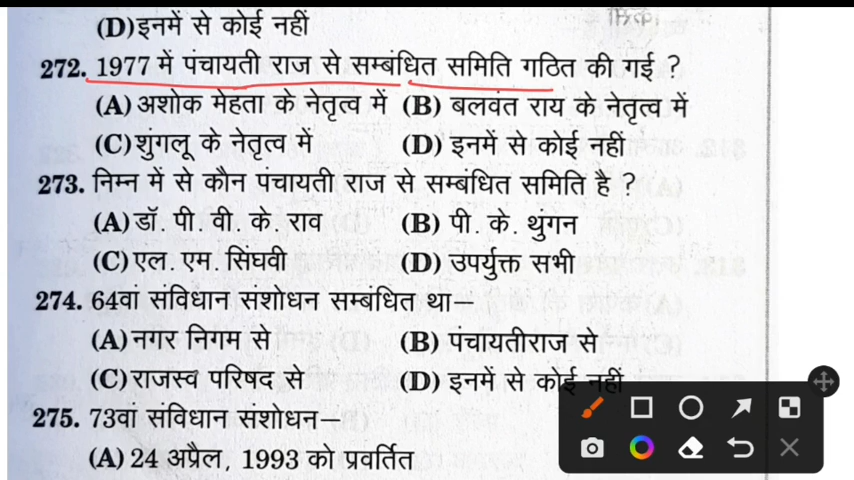 (D) इनमें से कोई नहीं
272. 1977 में पंचायती राज से सम्बंधित समिति गठित की गई ?
(A) अशोक मेहता के नेतृत्व में (B) बलवंत राय के नेतृत्व में
(C) शुंगलू के नेतृत्व में (D) इनमें से कोई नहीं
273. निम्न में से कौन पंचायती राज से सम्बंधित समिति है ?
(A) डॉ. पी. वी. के. राव (B) पी. के. थुंगन
(C) एल. एम. सिघवी (D) उपर्युक्त सभी
274. 64वां संविधान सशोधन सम्बधित था—
(A) नगर निगम से (B) पंचायतीराज से
(C) राजस्व परिषद से (D) इनमें से कोई नहीं
275. 73वां संविधान संशोधन—
(A) 24 अप्रैल, 1993 को प्रवर्तित